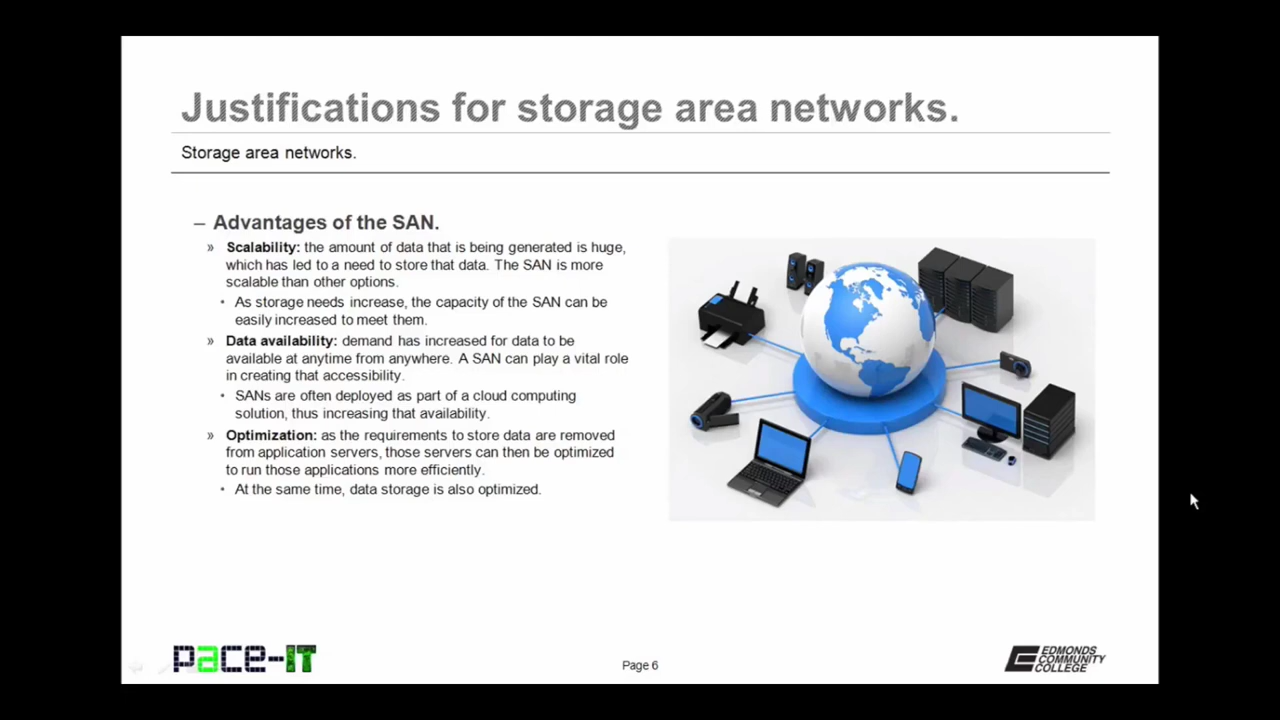 Justifications for storage area networks.
Storage area networks.
– Advantages of the SAN.
» Scalability: the amount of data that is being generated is huge,
which has led to a need to store that data. The SAN is more
scalable than other options.
• As storage needs increase, the capacity of the SAN can be
easily increased to meet them.
» Data availability: demand has increased for data to be
available at anytime from anywhere. A SAN can play a vital role
in creating that accessibility.
• SANs are often deployed as part of a cloud computing
solution, thus increasing that availability.
» Optimization: as the requirements to store data are removed
from application servers, those servers can then be optimized
to run those applications more efficiently.
• At the same time, data storage is also optimized.
pace-IT
Page 6
EDMONDS
COMMUNITY
COLLEGE